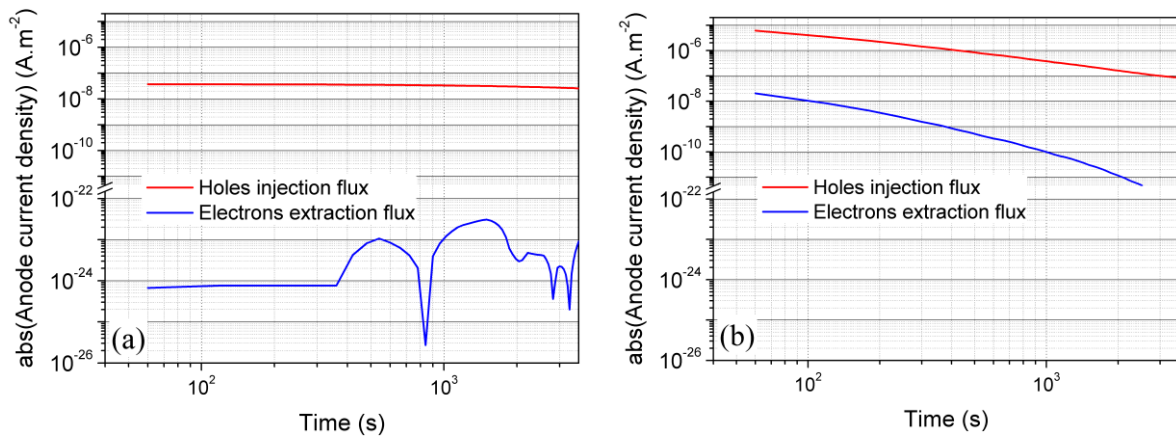 abs(Anode current density) (A.m⁻²)
10⁻⁶
10⁻⁸
10⁻¹⁰
10⁻²²
10⁻²⁴
10⁻²⁶
Holes injection flux
Electrons extraction flux
(a)
10²
10³
Time (s)
abs(Anode current density) (A.m⁻²)
10⁻⁶
10⁻⁸
10⁻¹⁰
10⁻²²
10⁻²⁴
10⁻²⁶
Holes injection flux
Electrons extraction flux
(b)
10²
10³
Time (s)